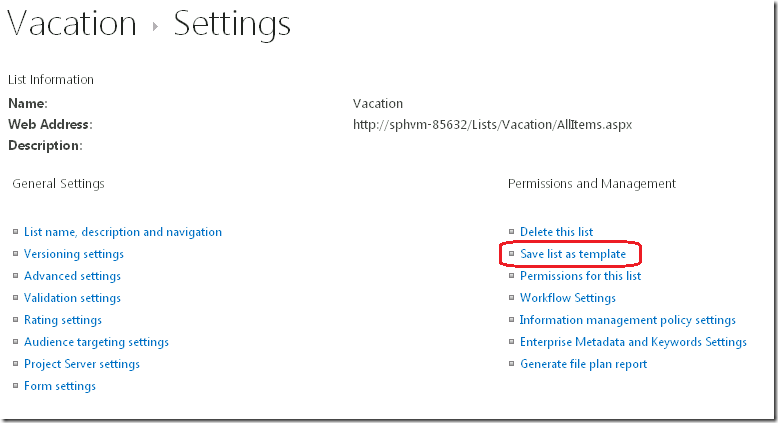 Vacation ▸ Settings
List Information
Name: Vacation
Web Address: http://sphvm-85632/Lists/Vacation/AllItems.aspx
Description:
General Settings
List name, description and navigation
Versioning settings
Advanced settings
Validation settings
Rating settings
Audience targeting settings
Project Server settings
Form settings
Permissions and Management
Delete this list
Save list as template
Permissions for this list
Workflow Settings
Information management policy settings
Enterprise Metadata and Keywords Settings
Generate file plan report